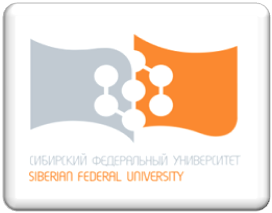 СИБИРСКИЙ ФЕДЕРАЛЬНЫЙ УНИВЕРСИТЕТ
SIBERIAN FEDERAL UNIVERSITY